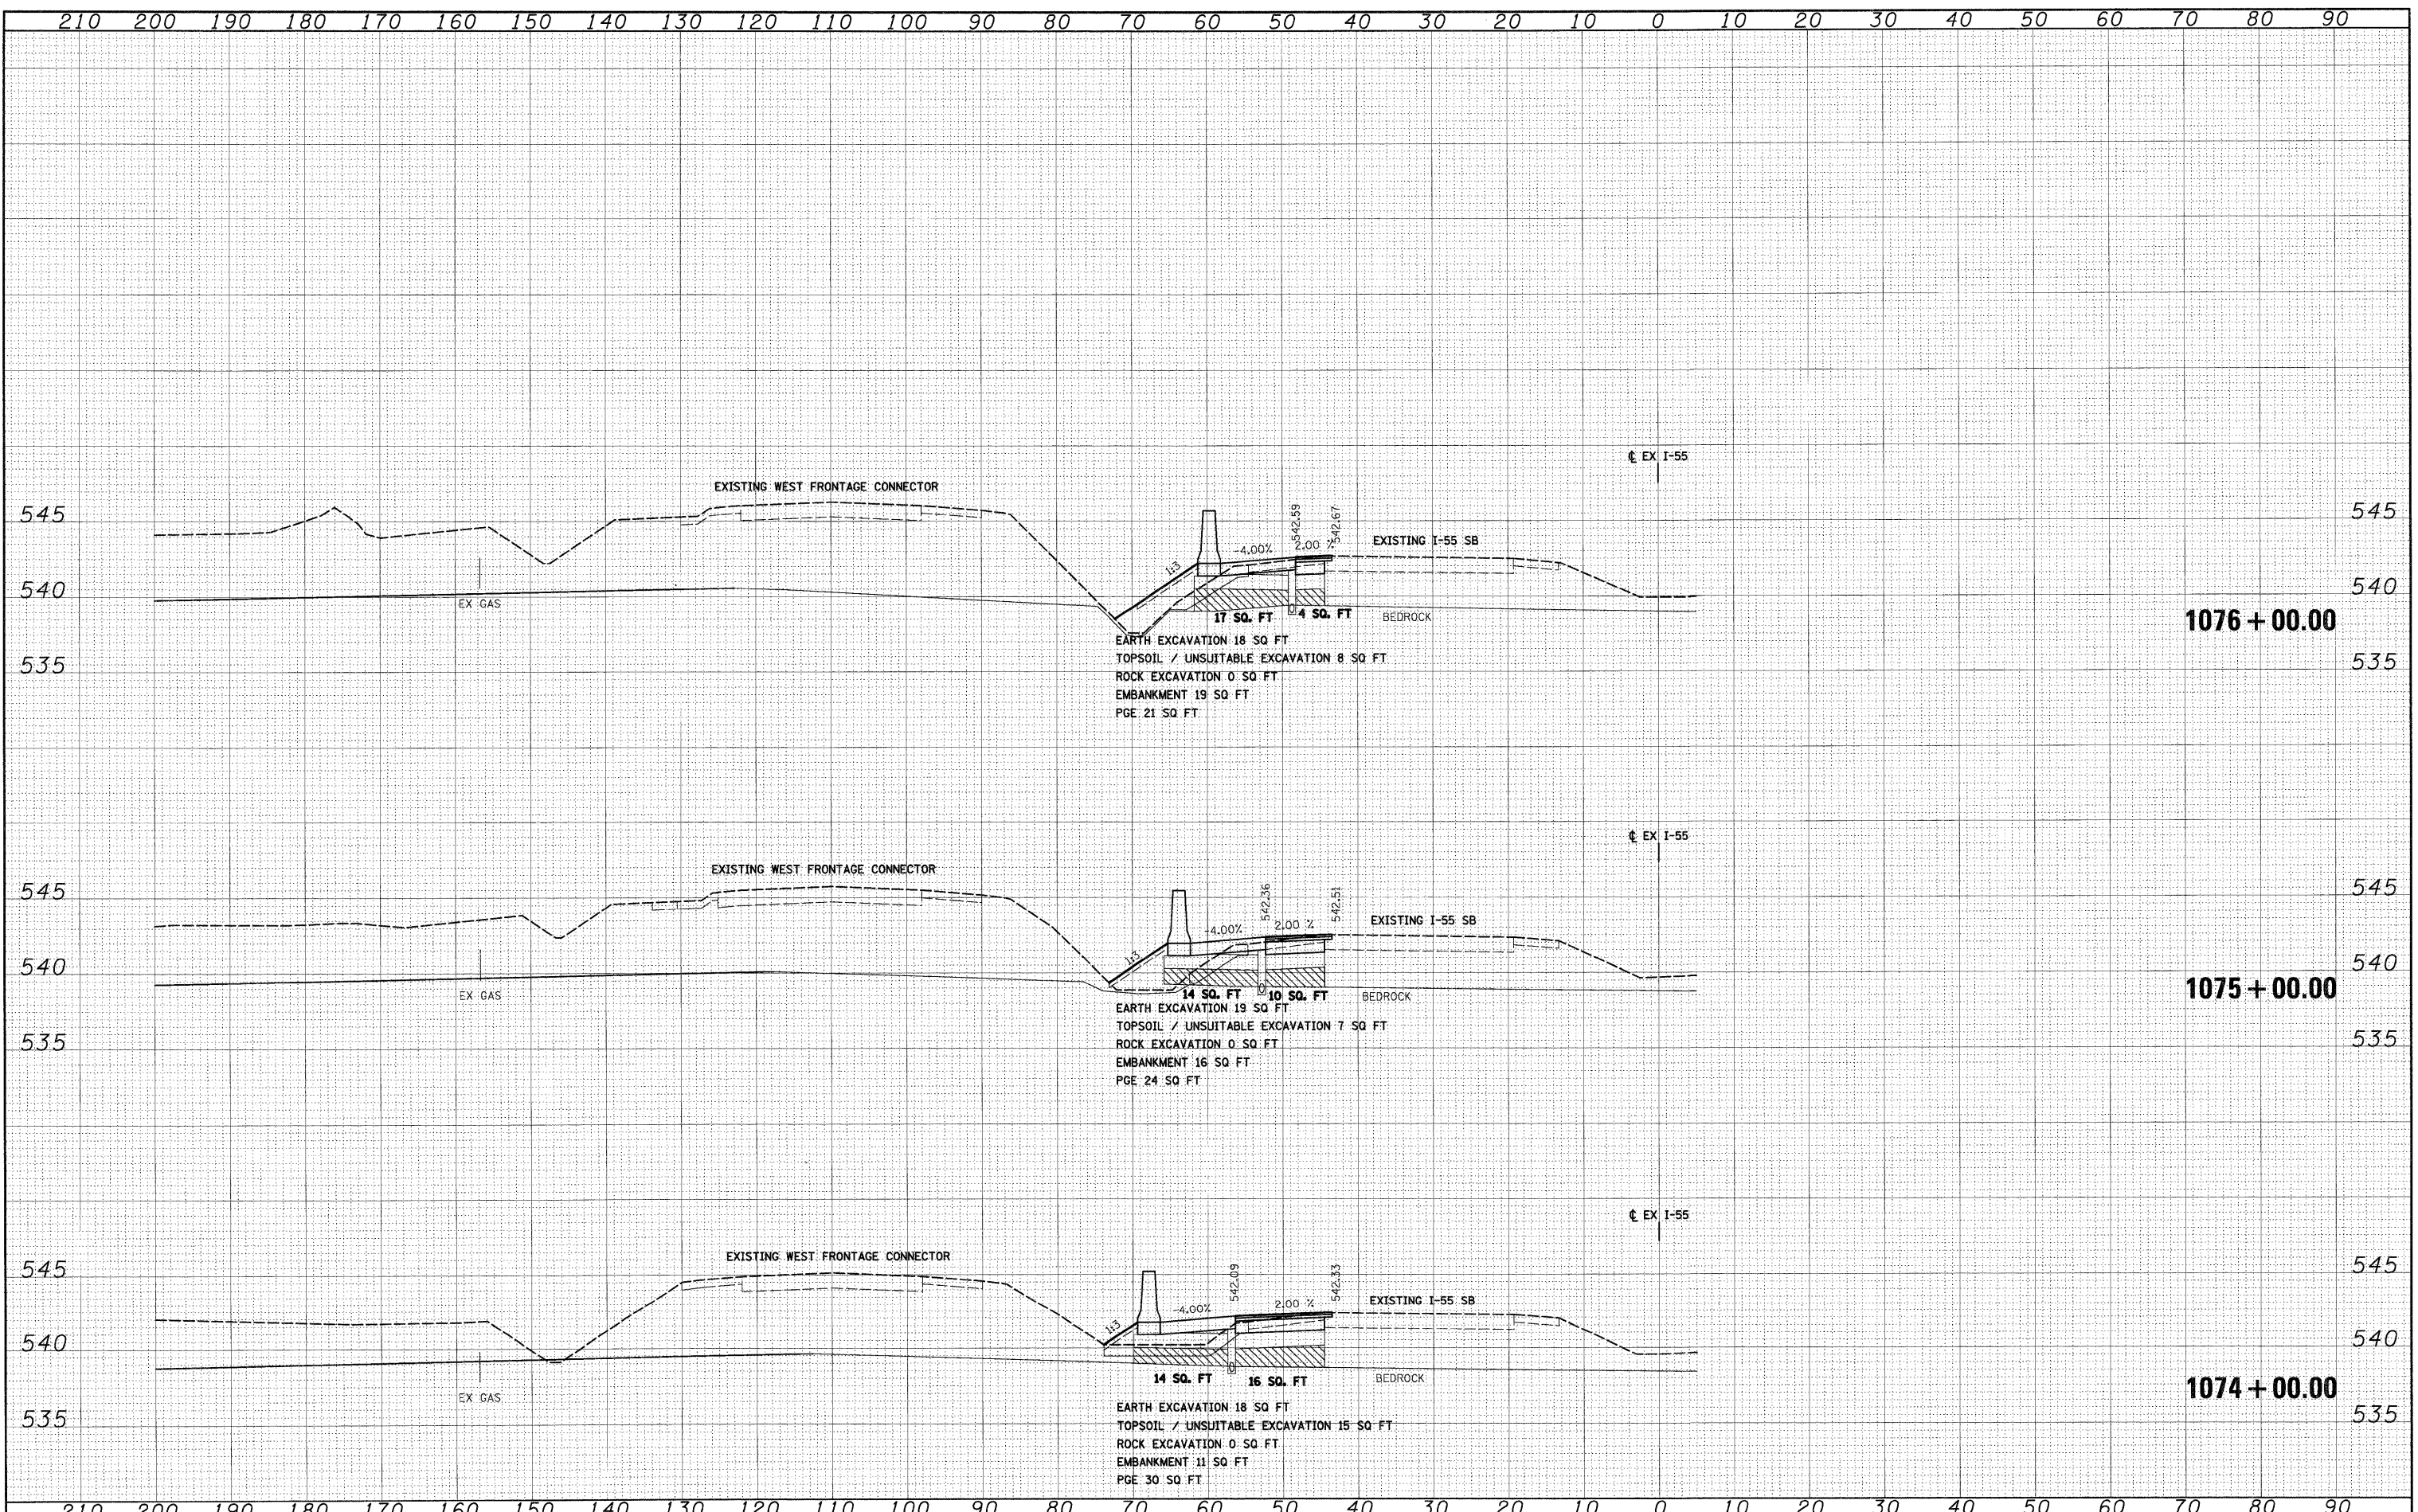 210 200 190 180 170 160 150 140 130 120 110 100 90 80 70 60 50 40 30 20 10 0 10 20 30 40 50 60 70 80 90
℄ EX I-55
EXISTING WEST FRONTAGE CONNECTOR
545
542.59
542.67
545
-4.00%
2.00 %
EXISTING I-55 SB
1:3
540
EX GAS
540
17 SQ. FT
4 SQ. FT
BEDROCK
1076+00.00
EARTH EXCAVATION 18 SQ FT
TOPSOIL / UNSUITABLE EXCAVATION 8 SQ FT
535
535
ROCK EXCAVATION 0 SQ FT
EMBANKMENT 19 SQ FT
PGE 21 SQ FT
℄ EX I-55
EXISTING WEST FRONTAGE CONNECTOR
545
542.36
542.51
545
-4.00%
2.00 %
EXISTING I-55 SB
1:3
540
540
EX GAS
14 SQ. FT
10 SQ. FT
BEDROCK
1075+00.00
EARTH EXCAVATION 19 SQ FT
TOPSOIL / UNSUITABLE EXCAVATION 7 SQ FT
535
535
ROCK EXCAVATION 0 SQ FT
EMBANKMENT 16 SQ FT
PGE 24 SQ FT
℄ EX I-55
EXISTING WEST FRONTAGE CONNECTOR
545
542.09
542.33
545
-4.00%
2.00 %
EXISTING I-55 SB
1:3
540
540
14 SQ. FT
16 SQ. FT
BEDROCK
EX GAS
1074+00.00
EARTH EXCAVATION 18 SQ FT
535
535
TOPSOIL / UNSUITABLE EXCAVATION 15 SQ FT
ROCK EXCAVATION 0 SQ FT
EMBANKMENT 11 SQ FT
PGE 30 SQ FT
210 200 190 180 170 160 150 140 130 120 110 100 90 80 70 60 50 40 30 20 10 0 10 20 30 40 50 60 70 80 90